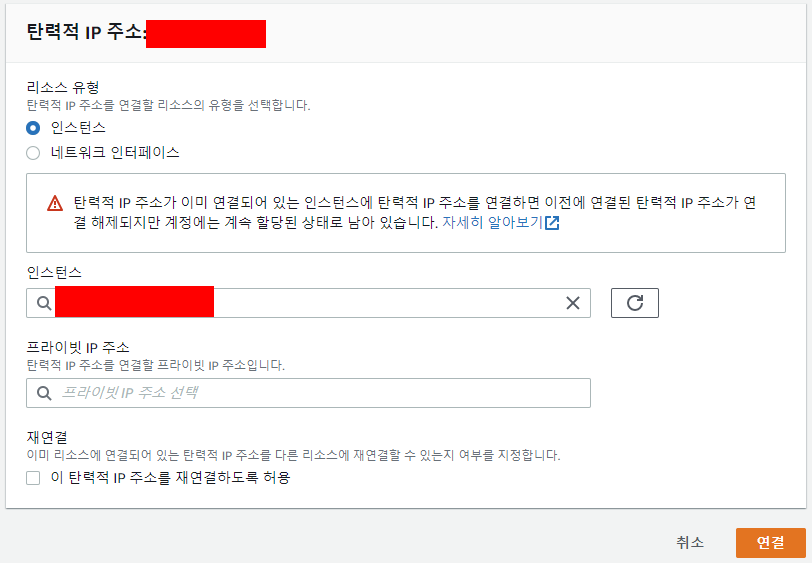 탄력적 IP 주소:
리소스 유형
탄력적 IP 주소를 연결할 리소스의 유형을 선택합니다.
인스턴스
네트워크 인터페이스
탄력적 IP 주소가 이미 연결되어 있는 인스턴스에 탄력적 IP 주소를 연결하면 이전에 연결된 탄력적 IP 주소가 연
결 해제되지만 계정에는 계속 할당된 상태로 남아 있습니다. 자세히 알아보기
인스턴스
프라이빗 IP 주소
탄력적 IP 주소를 연결할 프라이빗 IP 주소입니다.
프라이빗 IP 주소 선택
재연결
이미 리소스에 연결되어 있는 탄력적 IP 주소를 다른 리소스에 재연결할 수 있는지 여부를 지정합니다.
이 탄력적 IP 주소를 재연결하도록 허용
취소
연결